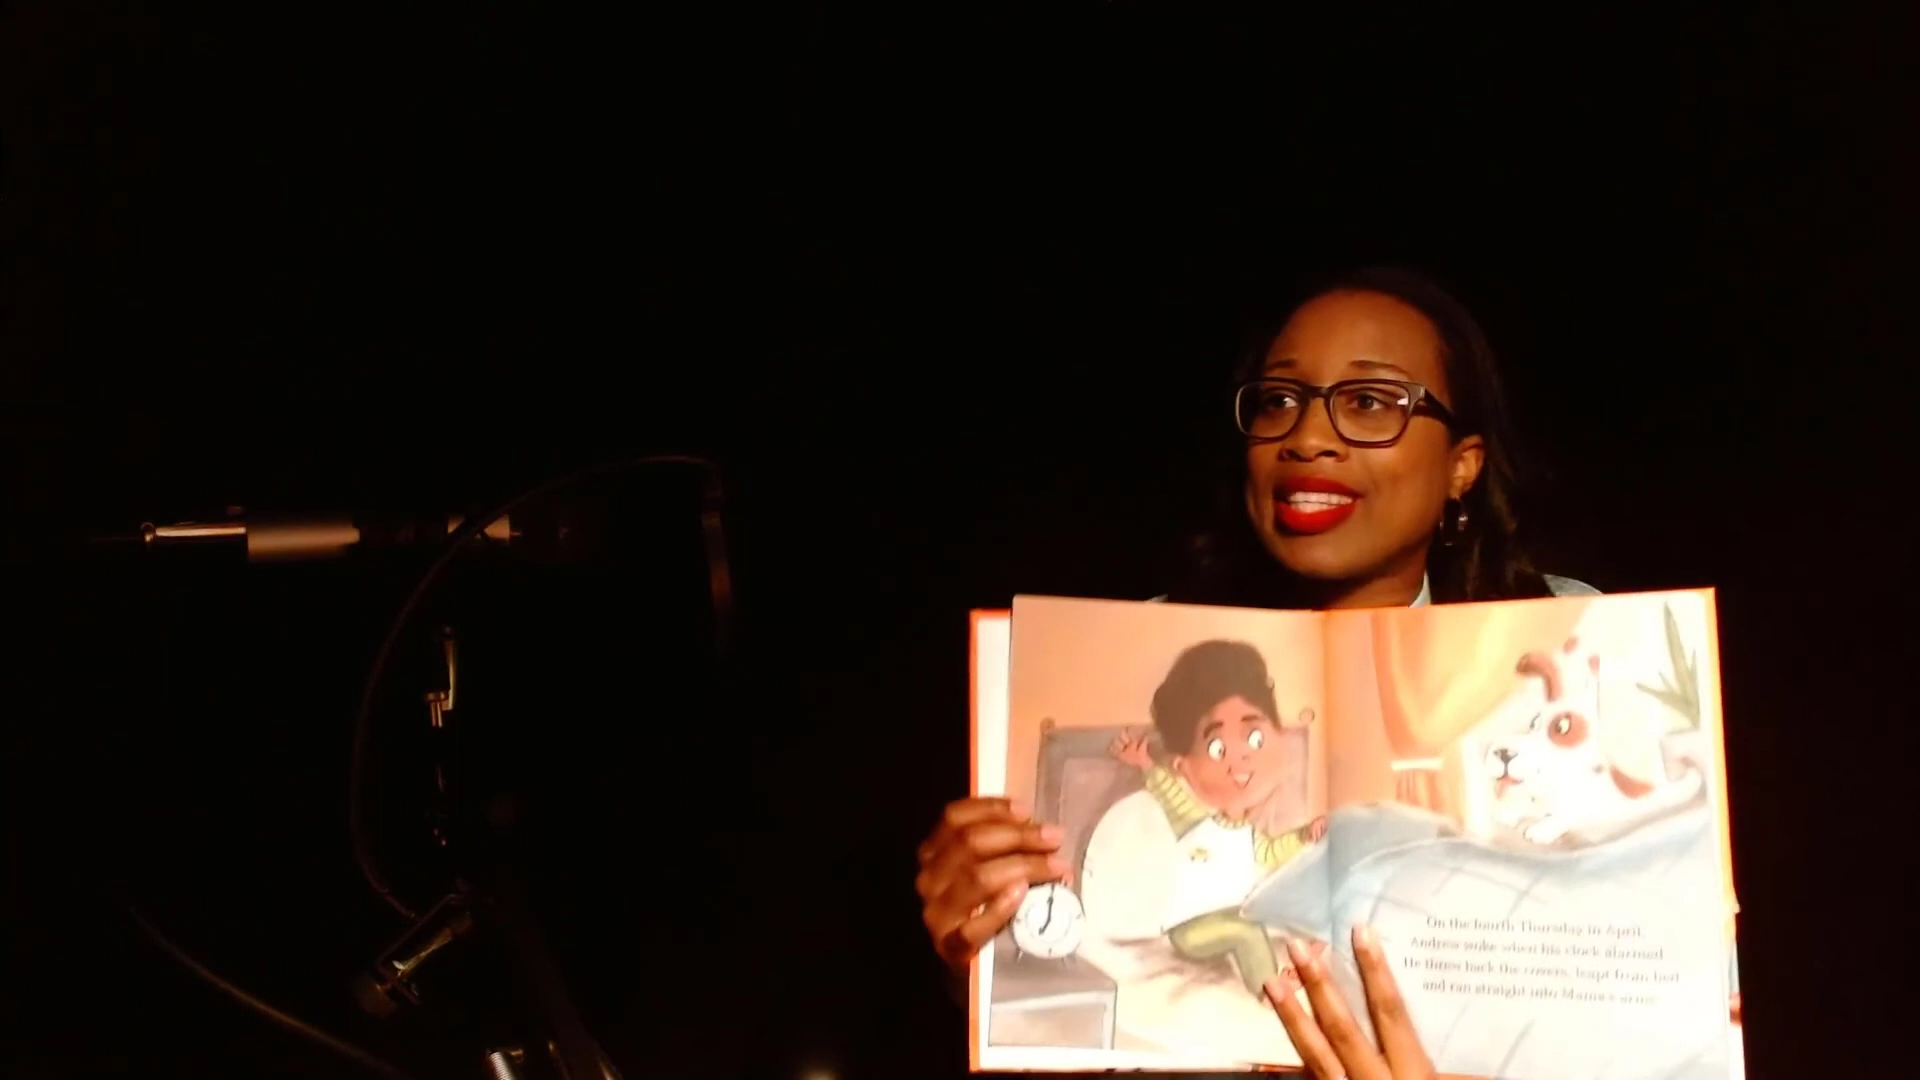 On the fourth Thursday in April,
Andrew woke when his clock alarmed.
He threw back the covers, leapt from bed
and ran straight into Mama's arms.